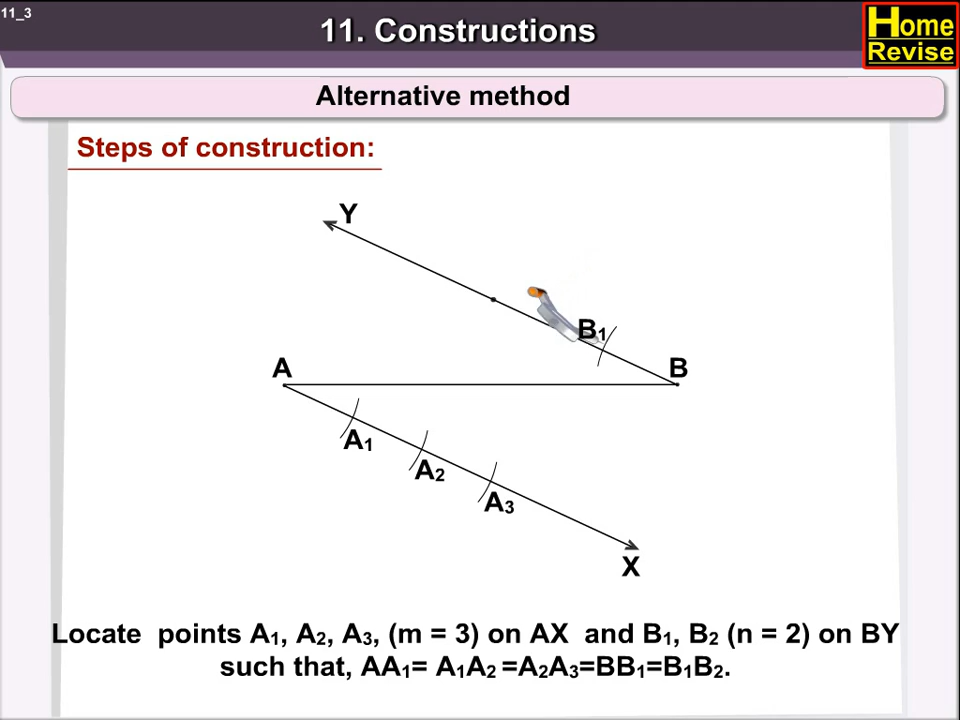 11_3
11. Constructions
Home
Revise
Alternative method
Steps of construction:
Y
B₁
A
B
A₁
A₂
A₃
X
Locate points A₁, A₂, A₃, (m = 3) on AX and B₁, B₂ (n = 2) on BY
such that, AA₁= A₁A₂ =A₂A₃=BB₁=B₁B₂.